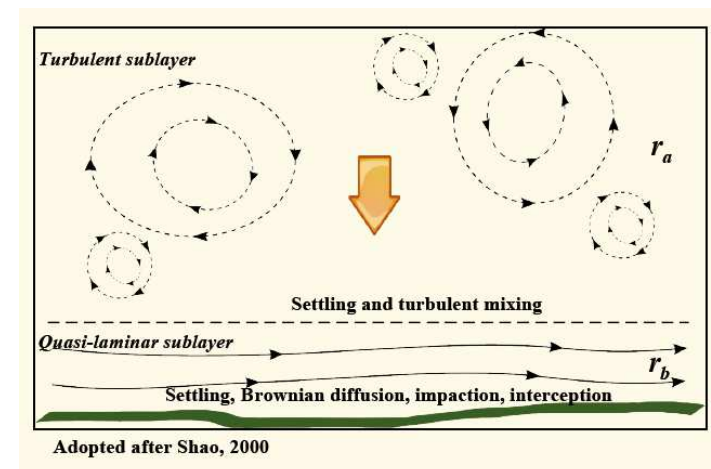 Turbulent sublayer
r_a
Settling and turbulent mixing
Quasi-laminar sublayer
r_b
Settling, Brownian diffusion, impaction, interception
Adopted after Shao, 2000